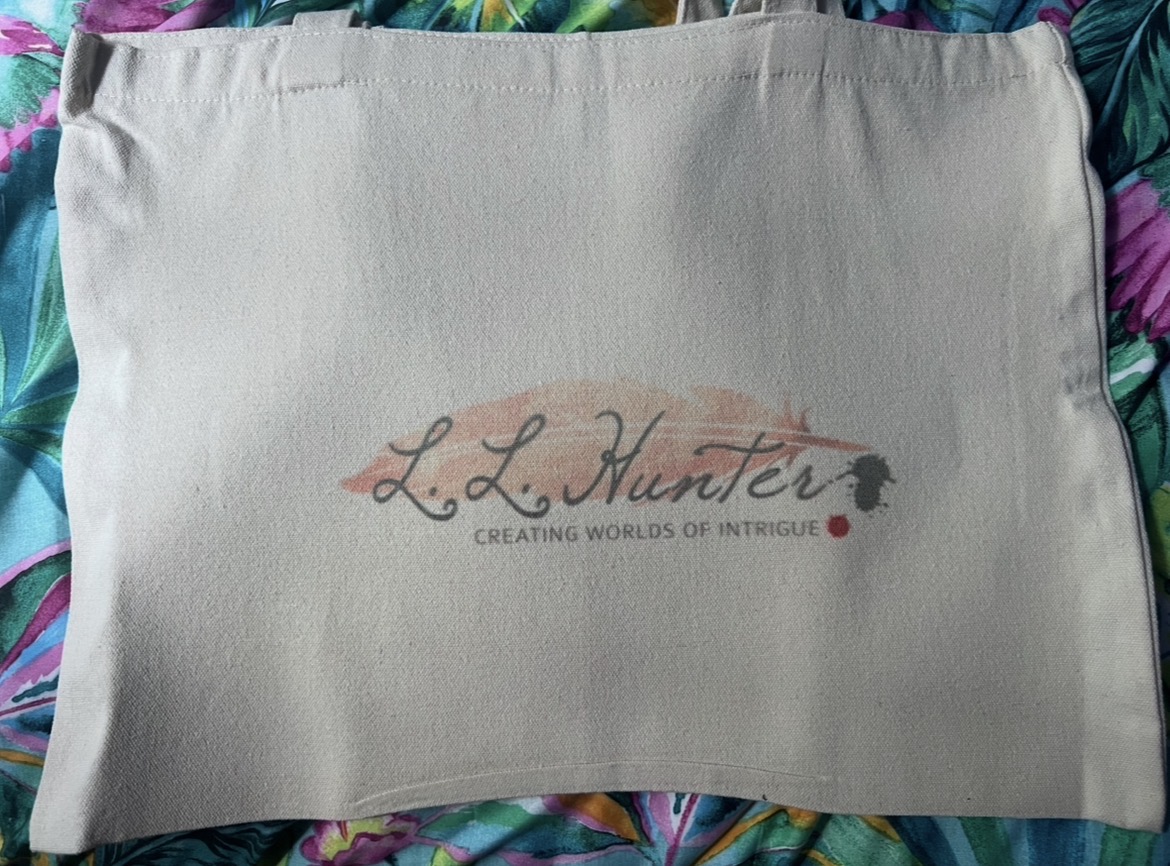 L. L. Hunter
CREATING WORLDS OF INTRIGUE